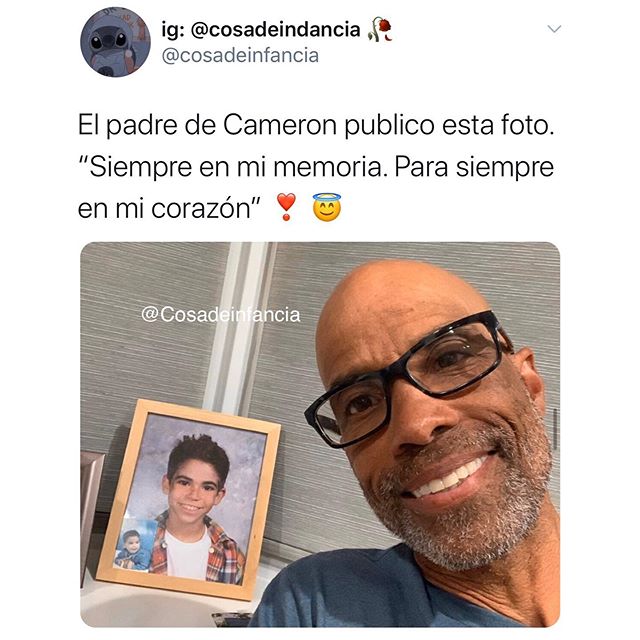 ig: @cosadeindancia 🥀
@cosadeinfancia
El padre de Cameron publico esta foto.
“Siempre en mi memoria. Para siempre
en mi corazón” ❣️ 😇
@Cosadeinfancia